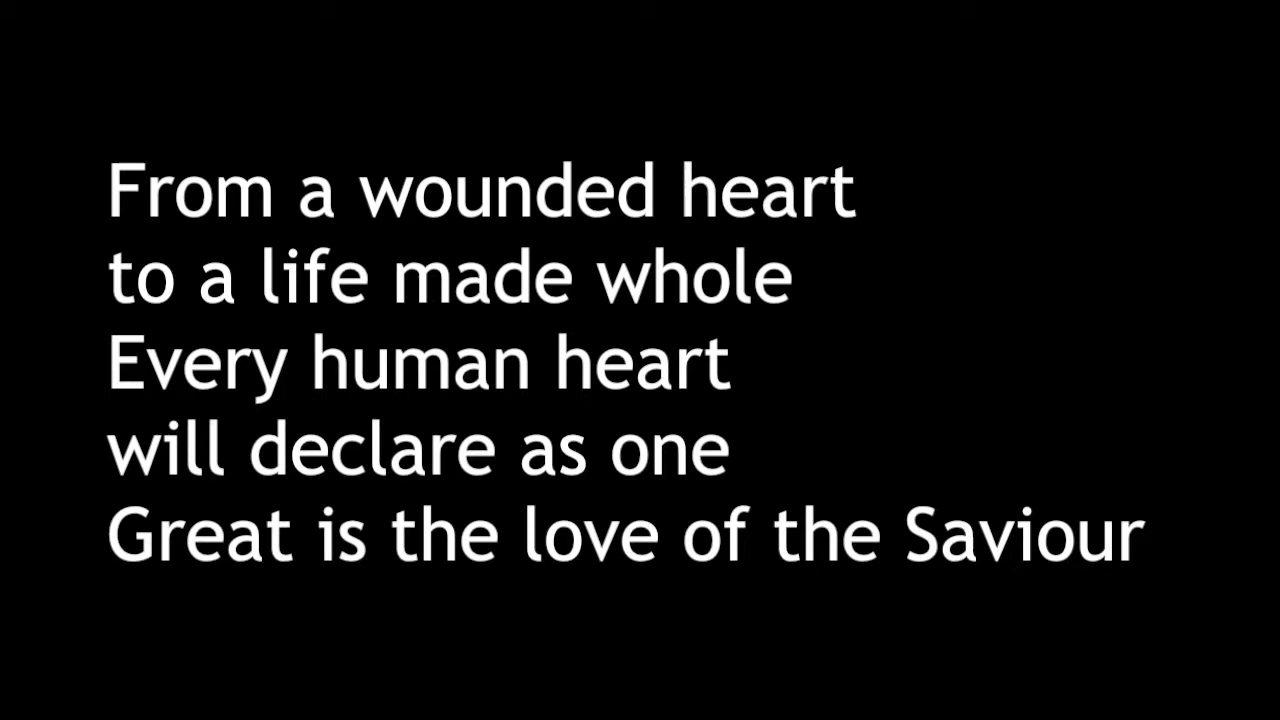 From a wounded heart
to a life made whole
Every human heart
will declare as one
Great is the love of the Saviour